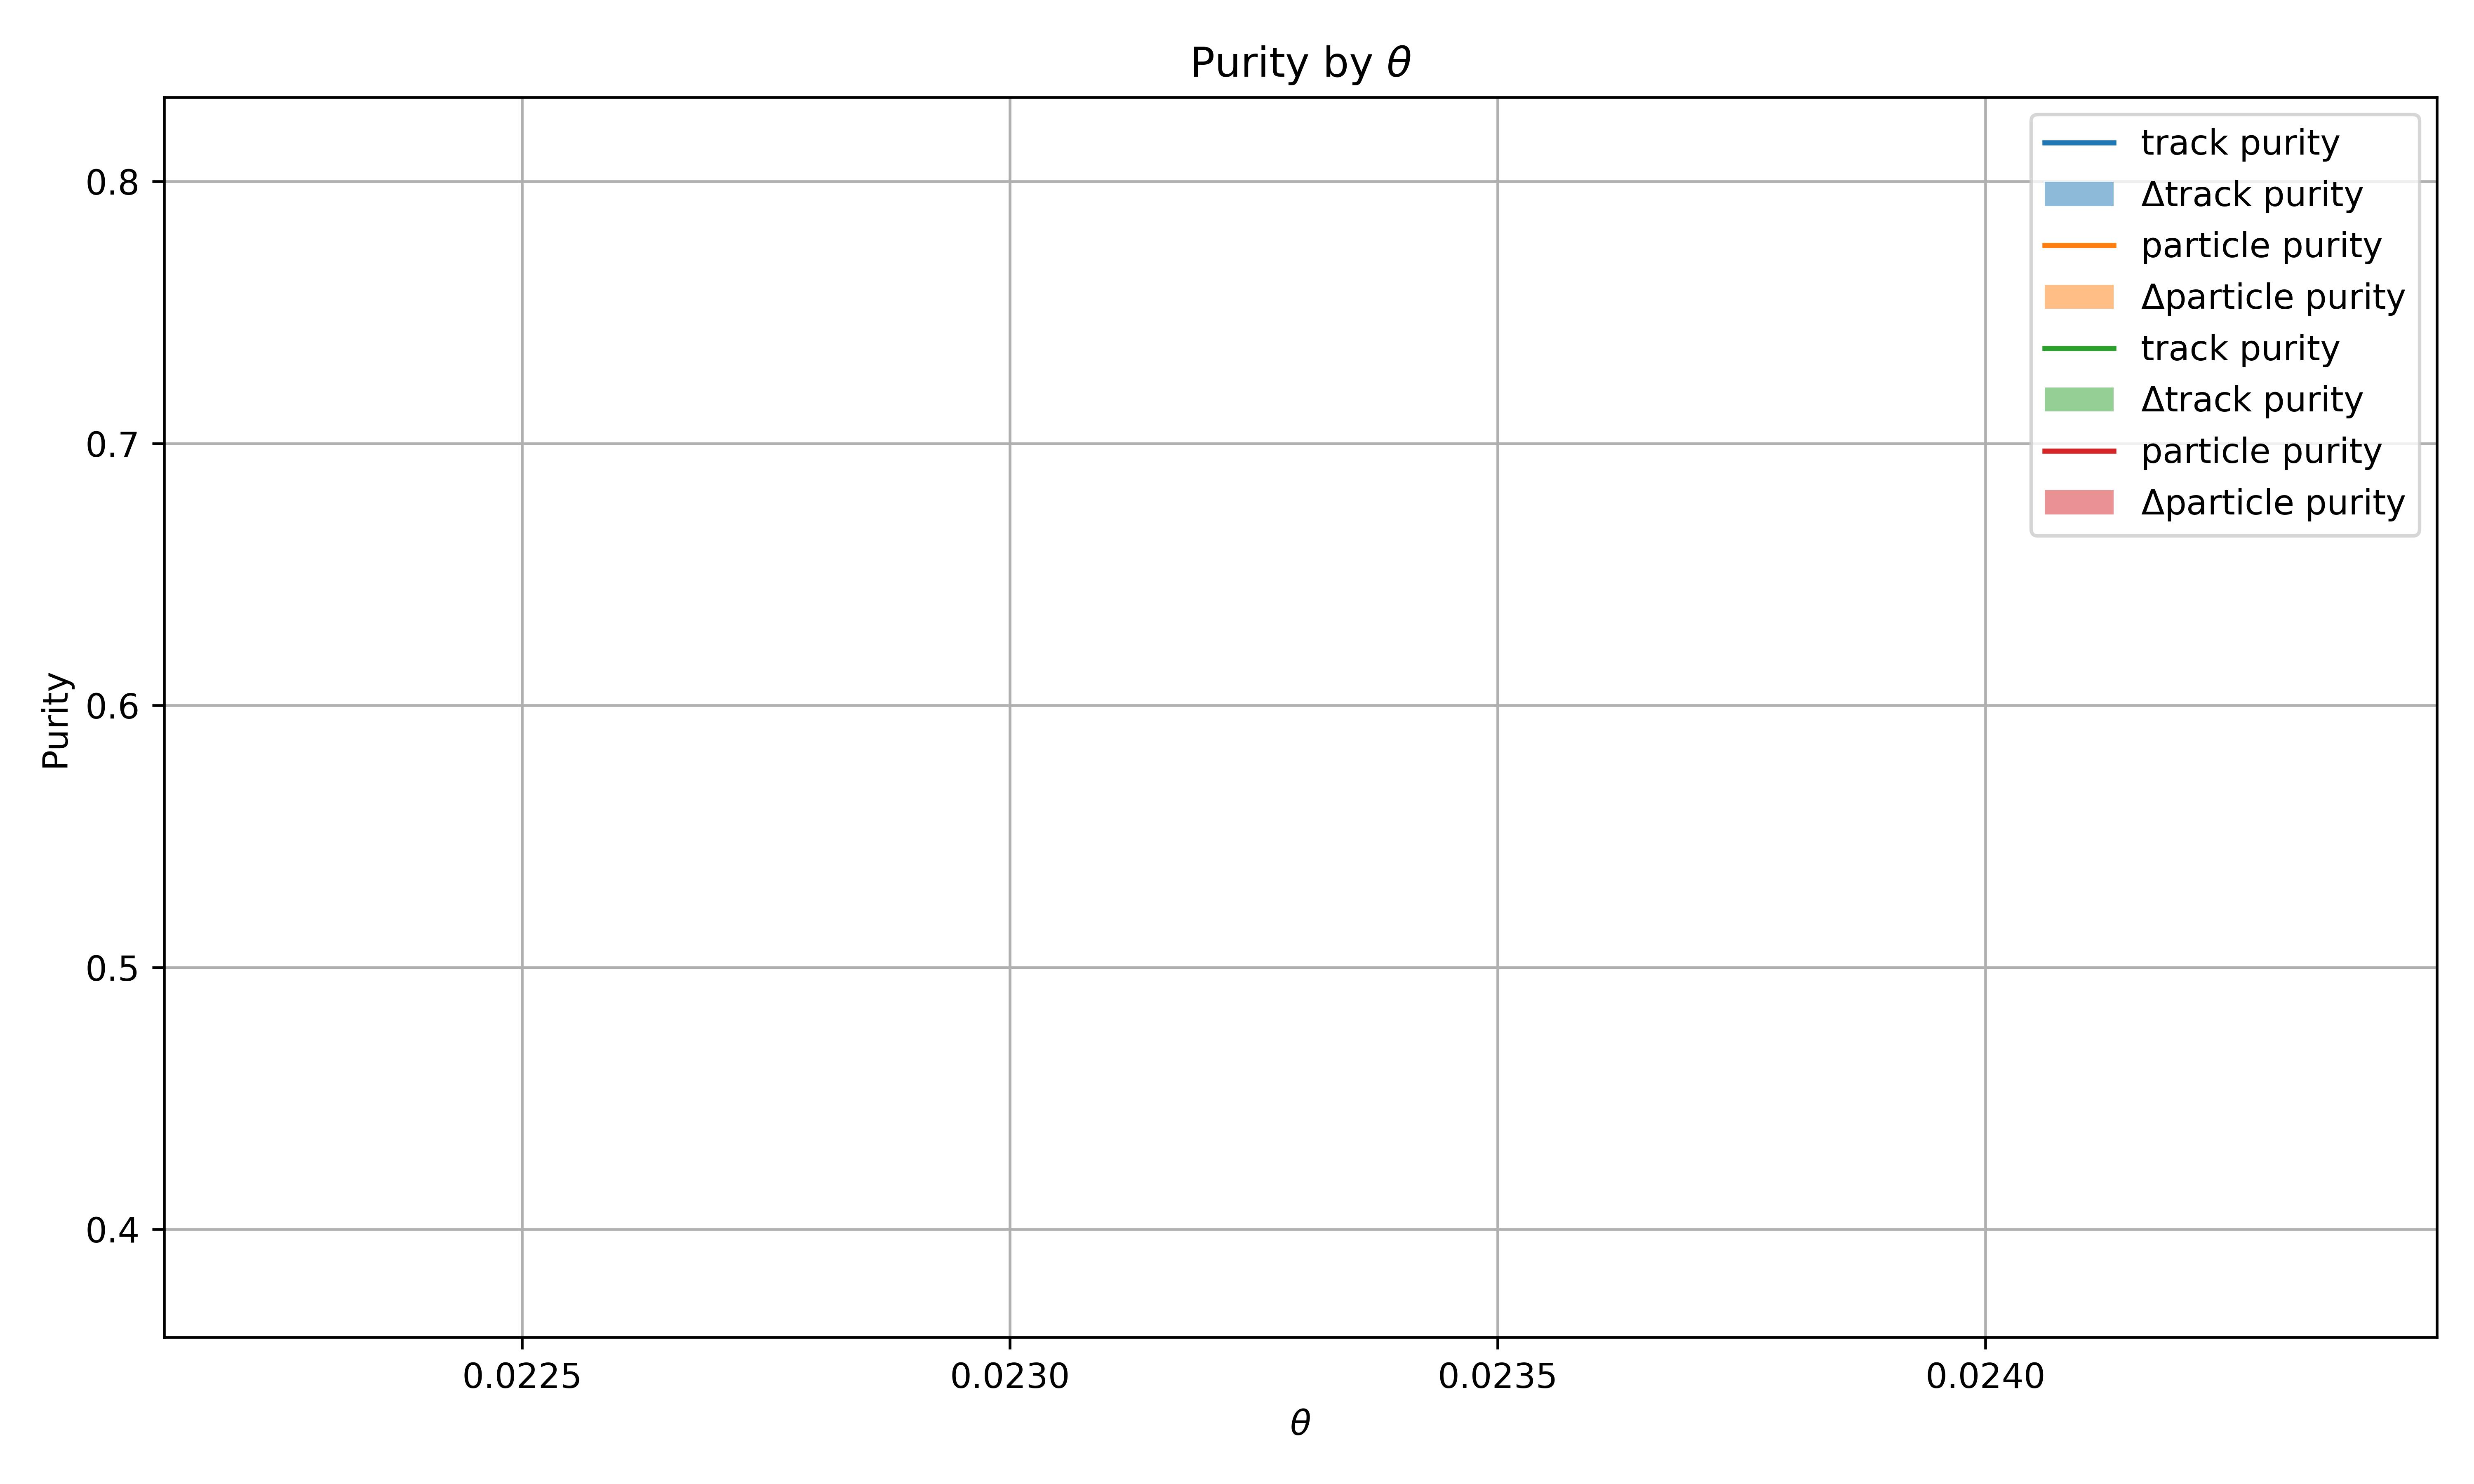 Purity by θ
track purity
Δtrack purity
particle purity
Δparticle purity
track purity
Δtrack purity
particle purity
Δparticle purity
0.8
0.7
0.6
0.5
0.4
Purity
0.0225 0.0230 0.0235 0.0240
θ